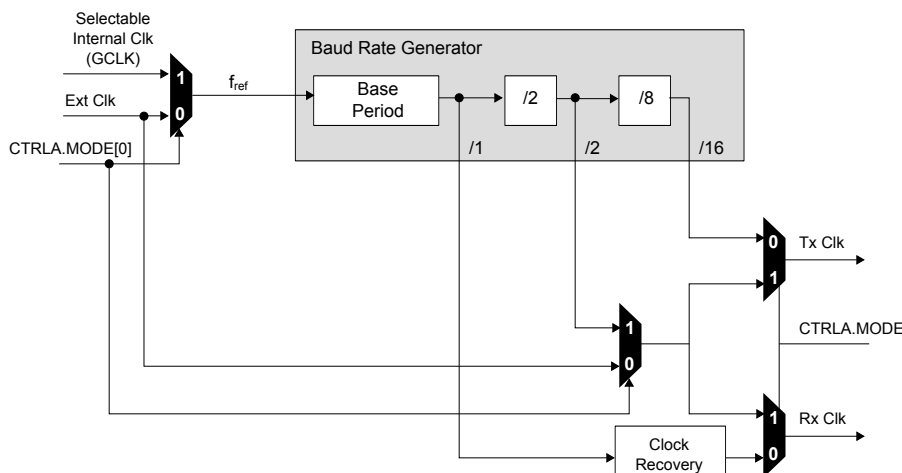 Selectable
Internal Clk
(GCLK)
Baud Rate Generator
1
fref
Base
Period
/2
/8
Ext Clk
0
CTRLA.MODE[0]
/1
/2
/16
0
Tx Clk
1
1
CTRLA.MODE
0
1
Rx Clk
Clock
Recovery
0